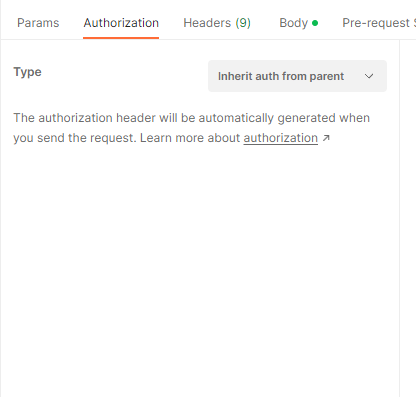 Params Authorization Headers (9) Body Pre-request
Type Inherit auth from parent
The authorization header will be automatically generated when
you send the request. Learn more about authorization ↗